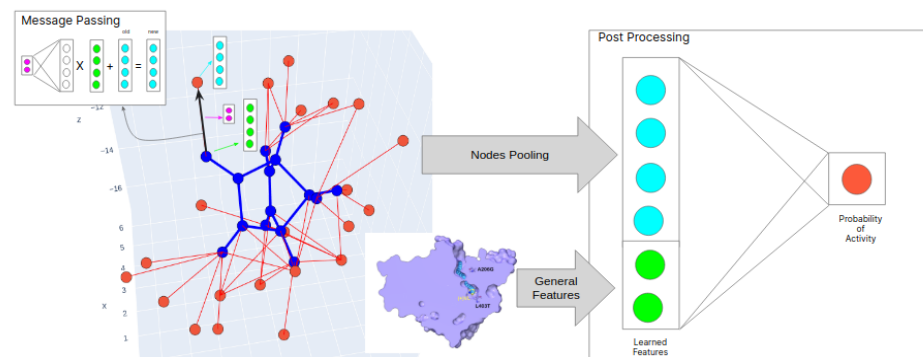 Message Passing
old
new
X
+
=
-12
z
-14
-16
6
5
4
3
2
1
x
Nodes Pooling
A206G
L403T
General
Features
Post Processing
Learned
Features
Probability
of
Activity